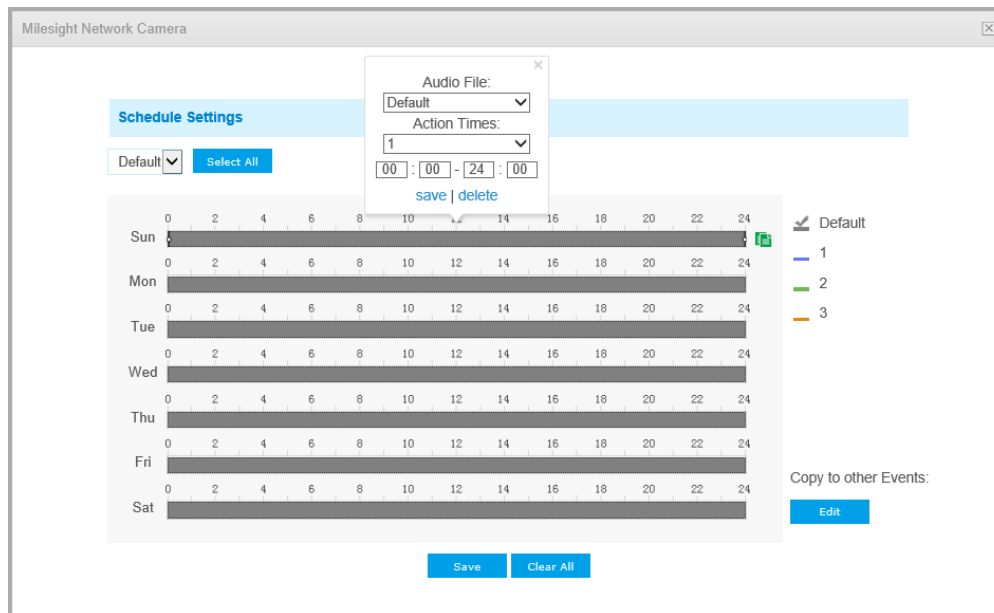 Milesight Network Camera
Audio File:
Default
Action Times:
1
00 : 00 - 24 : 00
save | delete
Schedule Settings
Default Select All
0 2 4 6 8 10 12 14 16 18 20 22 24
Sun
0 2 4 6 8 10 12 14 16 18 20 22 24
Mon
0 2 4 6 8 10 12 14 16 18 20 22 24
Tue
0 2 4 6 8 10 12 14 16 18 20 22 24
Wed
0 2 4 6 8 10 12 14 16 18 20 22 24
Thu
0 2 4 6 8 10 12 14 16 18 20 22 24
Fri
0 2 4 6 8 10 12 14 16 18 20 22 24
Sat
Default
1
2
3
Copy to other Events:
Edit
Save Clear All